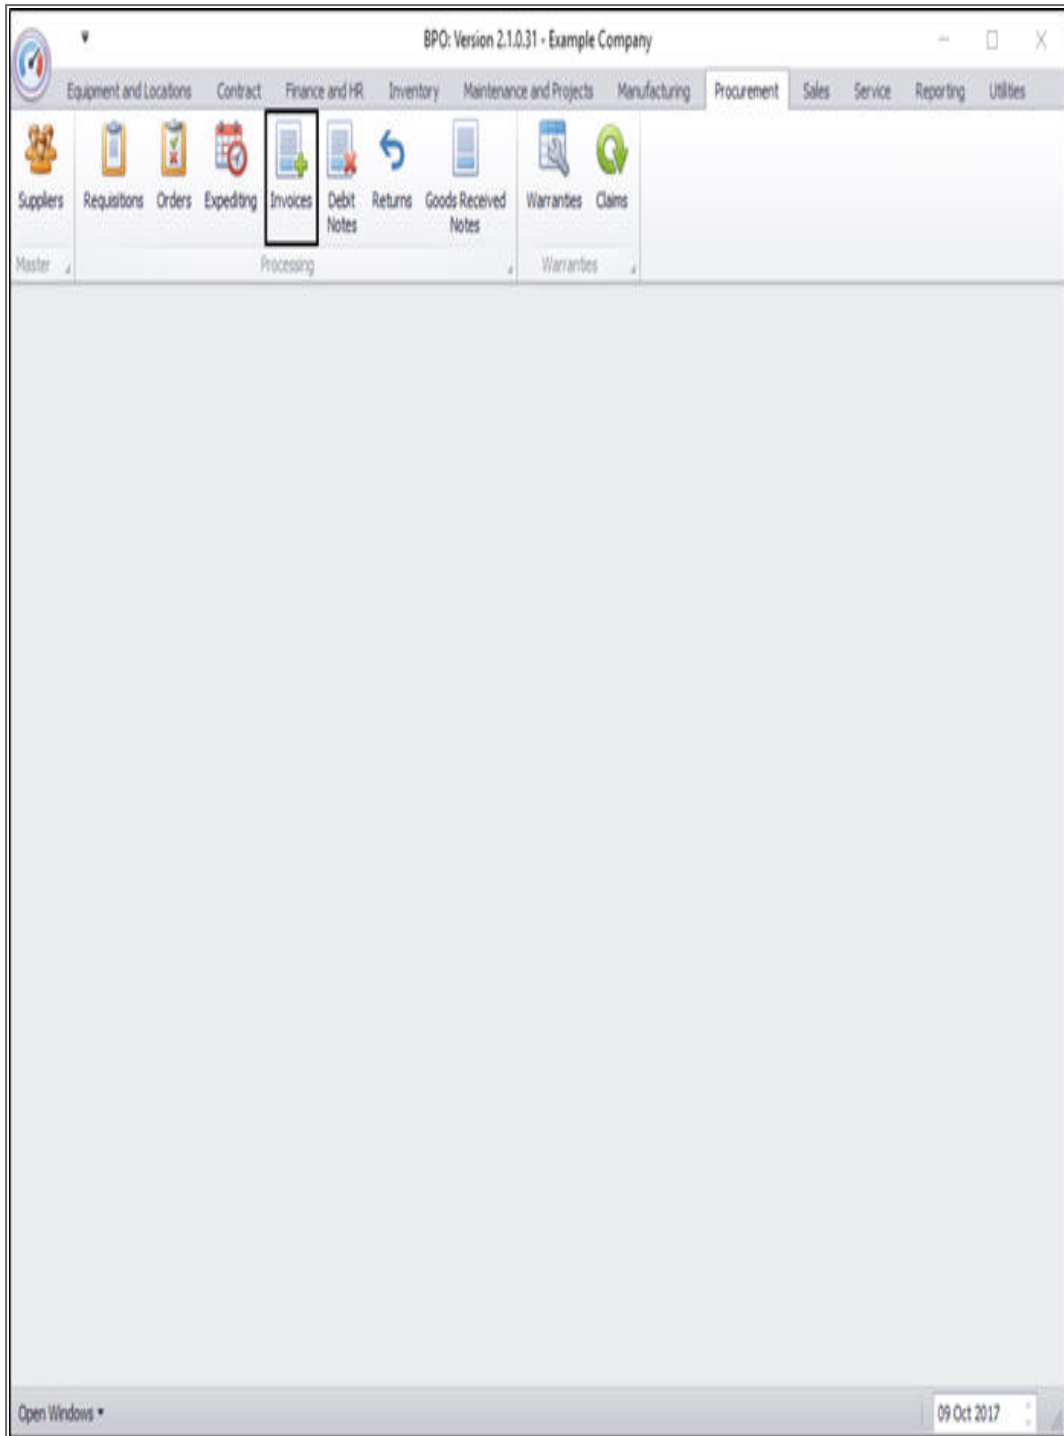 BPO: Version 2.1.0.31 - Example Company
Equipment and Locations Contract Finance and HR Inventory Maintenance and Projects Manufacturing Procurement Sales Service Reporting Utilities
Suppliers Requisitions Orders Expediting Invoices Debit Notes Returns Goods Received Notes Warranties Claims
Master Processing Warranties
Open Windows 09 Oct 2017